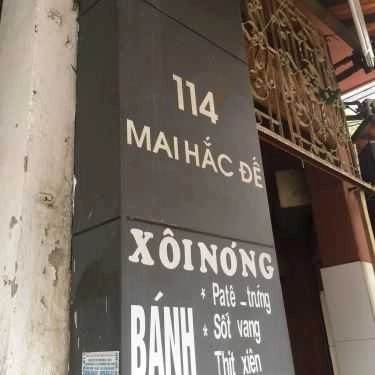 114
MAI HẮC ĐẾ
XÔI NÓNG
* Patê _ trứng
BÁNH
* Sốt vang
Thịt xiên